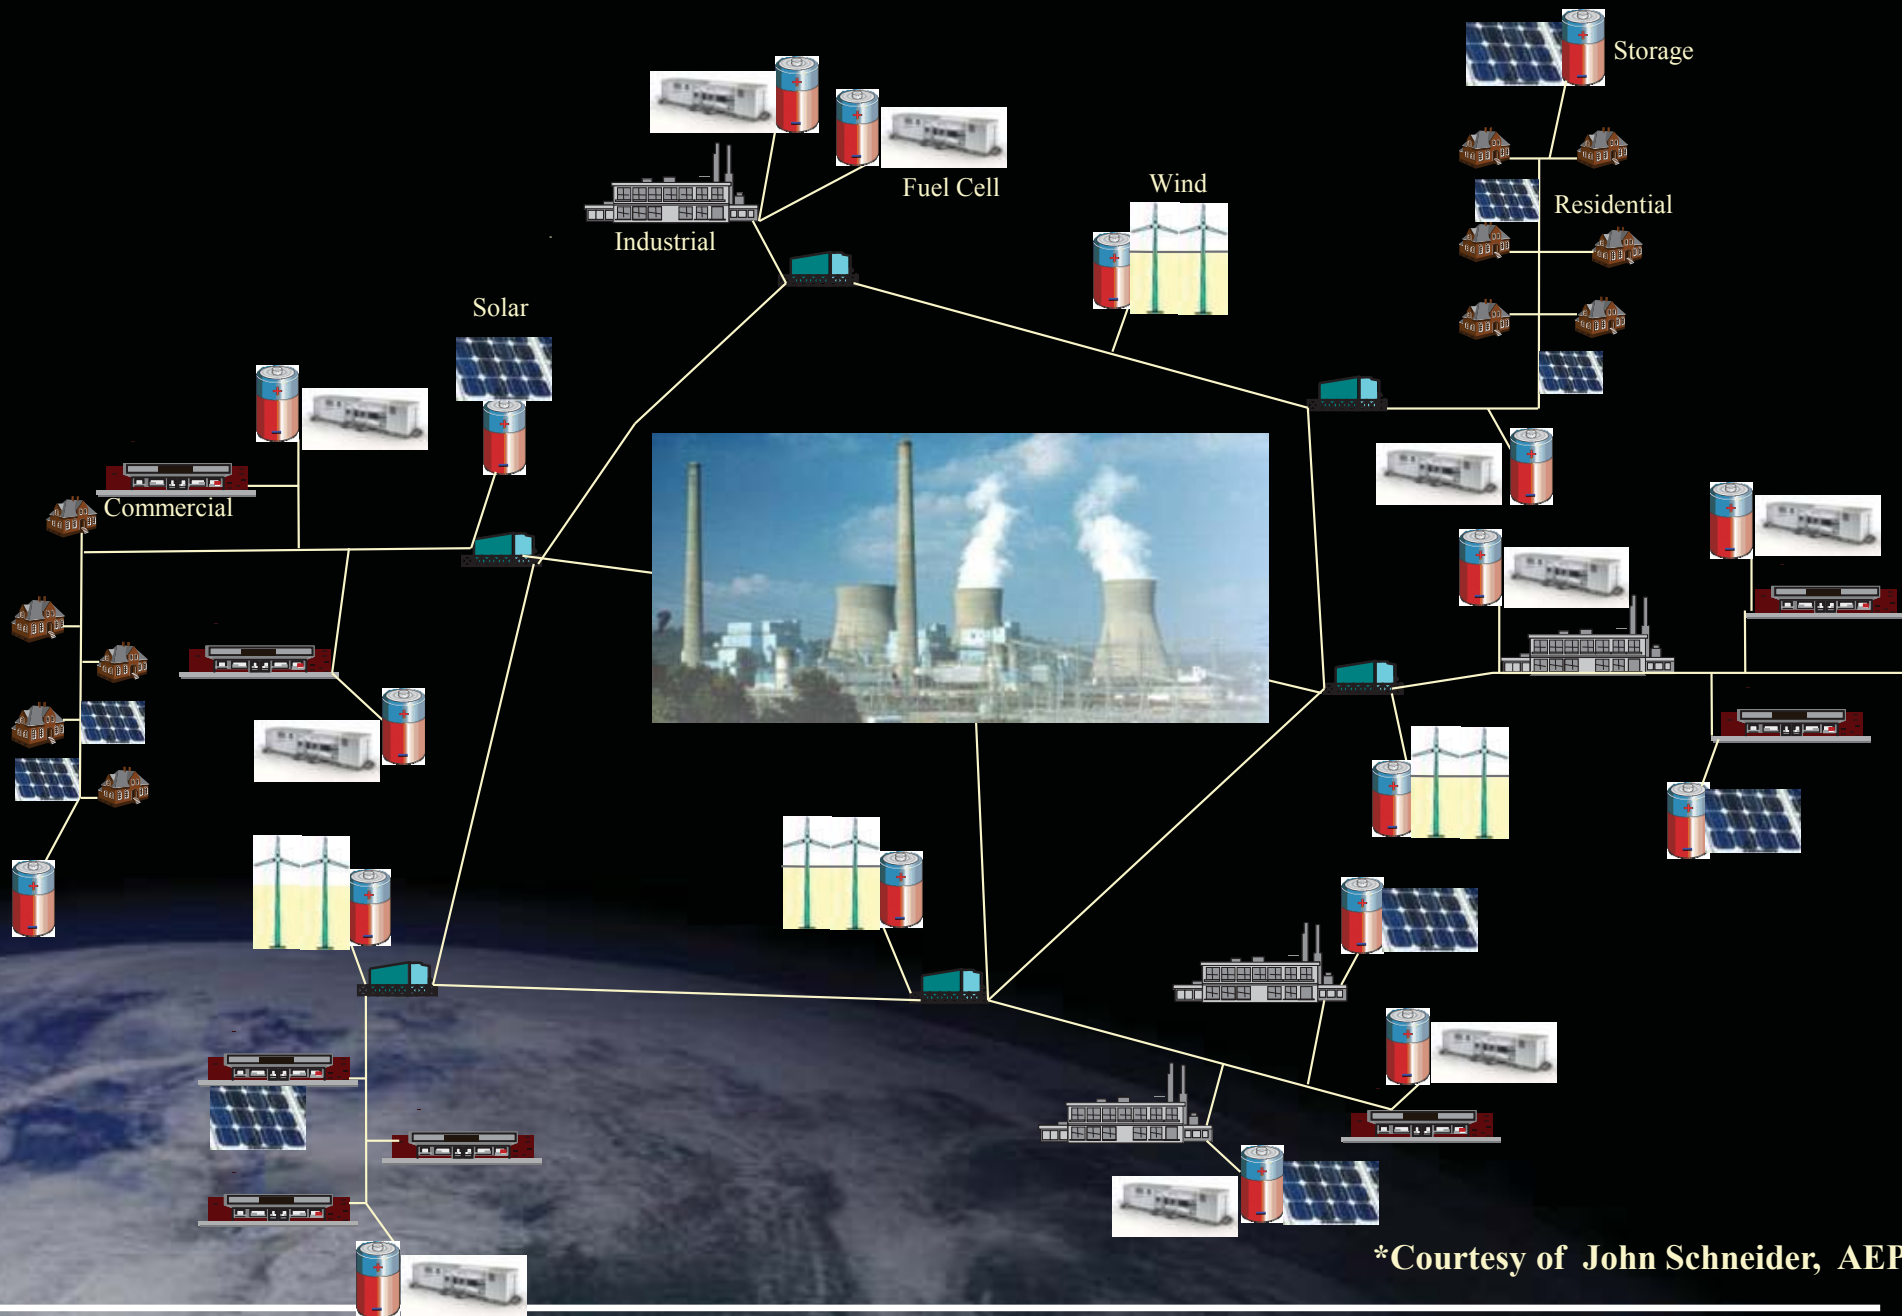 Storage
Fuel Cell
Wind
Residential
Industrial
Solar
Commercial
*Courtesy of John Schneider, AEP